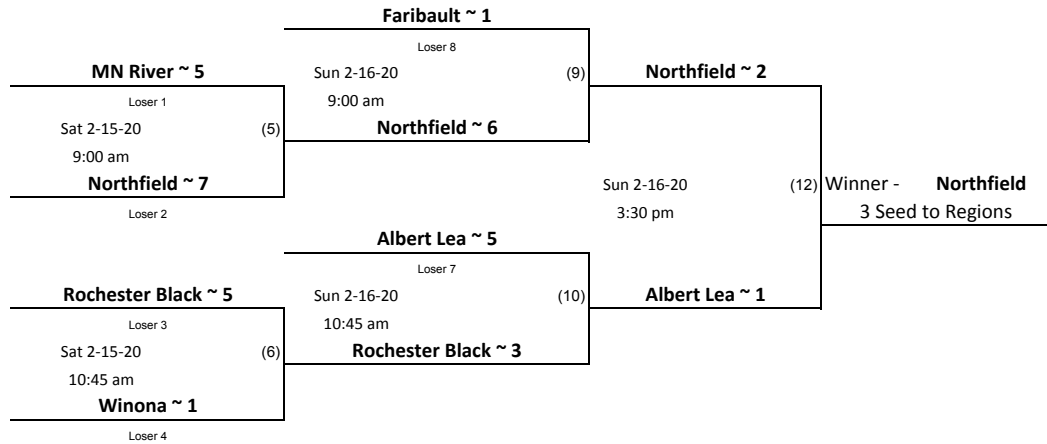 Faribault ~ 1
Loser 8
MN River ~ 5
Sun 2-16-20 (9)
Northfield ~ 2
Loser 1
9:00 am
Sat 2-15-20 (5)
Northfield ~ 6
9:00 am
Northfield ~ 7
Sun 2-16-20 (12) Winner - Northfield
Loser 2
3:30 pm
3 Seed to Regions
Albert Lea ~ 5
Loser 7
Rochester Black ~ 5
Sun 2-16-20 (10)
Albert Lea ~ 1
Loser 3
10:45 am
Sat 2-15-20 (6)
Rochester Black ~ 3
10:45 am
Winona ~ 1
Loser 4